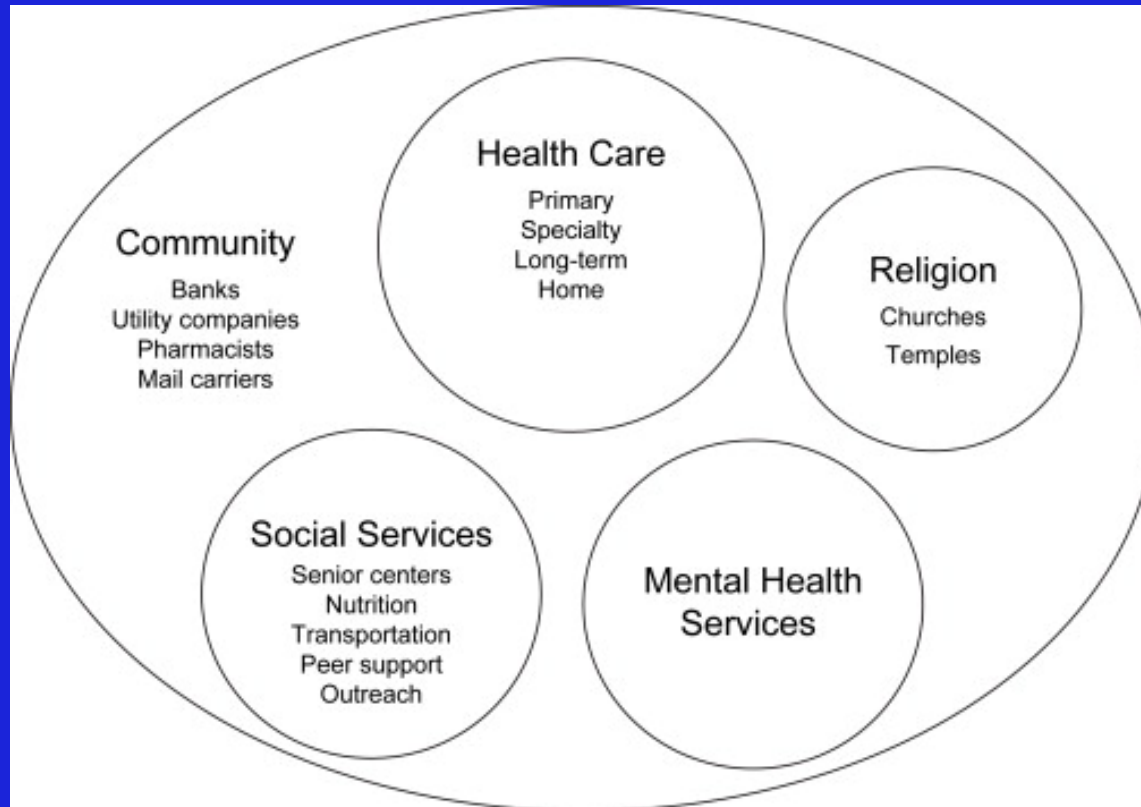 Health Care
Primary
Specialty
Long-term
Home
Community
Banks
Utility companies
Pharmacists
Mail carriers
Religion
Churches
Temples
Social Services
Senior centers
Nutrition
Transportation
Peer support
Outreach
Mental Health
Services